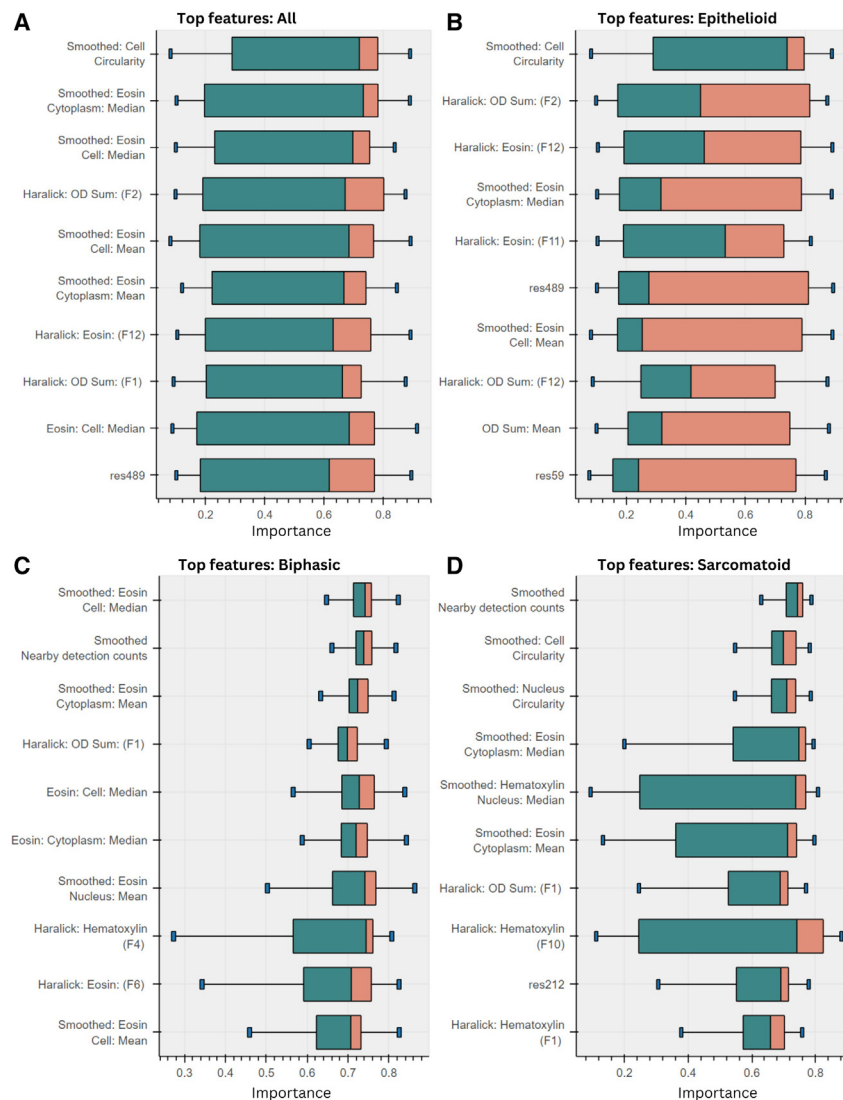 A
Top features: All
Smoothed: Cell
Circularity
Smoothed: Eosin
Cytoplasm: Median
Smoothed: Eosin
Cell: Median
Haralick: OD Sum: (F2)
Smoothed: Eosin
Cell: Mean
Smoothed: Eosin
Cytoplasm: Mean
Haralick: Eosin: (F12)
Haralick: OD Sum: (F1)
Eosin: Cell: Median
res489
0.2 0.4 0.6 0.8
Importance
B
Top features: Epithelioid
Smoothed: Cell
Circularity
Haralick: OD Sum: (F2)
Haralick: Eosin: (F12)
Smoothed: Eosin
Cytoplasm: Median
Haralick: Eosin: (F11)
res489
Smoothed: Eosin
Cell: Mean
Haralick: OD Sum: (F12)
OD Sum: Mean
res59
0.2 0.4 0.6 0.8
Importance
C
Top features: Biphasic
Smoothed: Eosin
Cell: Median
Smoothed
Nearby detection counts
Smoothed: Eosin
Cytoplasm: Mean
Haralick: OD Sum: (F1)
Eosin: Cell: Median
Eosin: Cytoplasm: Median
Smoothed: Eosin
Nucleus: Mean
Haralick: Hematoxylin
(F4)
Haralick: Eosin: (F6)
Smoothed: Eosin
Cell: Mean
0.3 0.4 0.5 0.6 0.7 0.8
Importance
D
Top features: Sarcomatoid
Smoothed
Nearby detection counts
Smoothed: Cell
Circularity
Smoothed: Nucleus
Circularity
Smoothed: Eosin
Cytoplasm: Median
Smoothed: Hematoxylin
Nucleus: Median
Smoothed: Eosin
Cytoplasm: Mean
Haralick: OD Sum: (F1)
Haralick: Hematoxylin
(F10)
res212
Haralick: Hematoxylin
(F1)
0.2 0.4 0.6 0.8
Importance